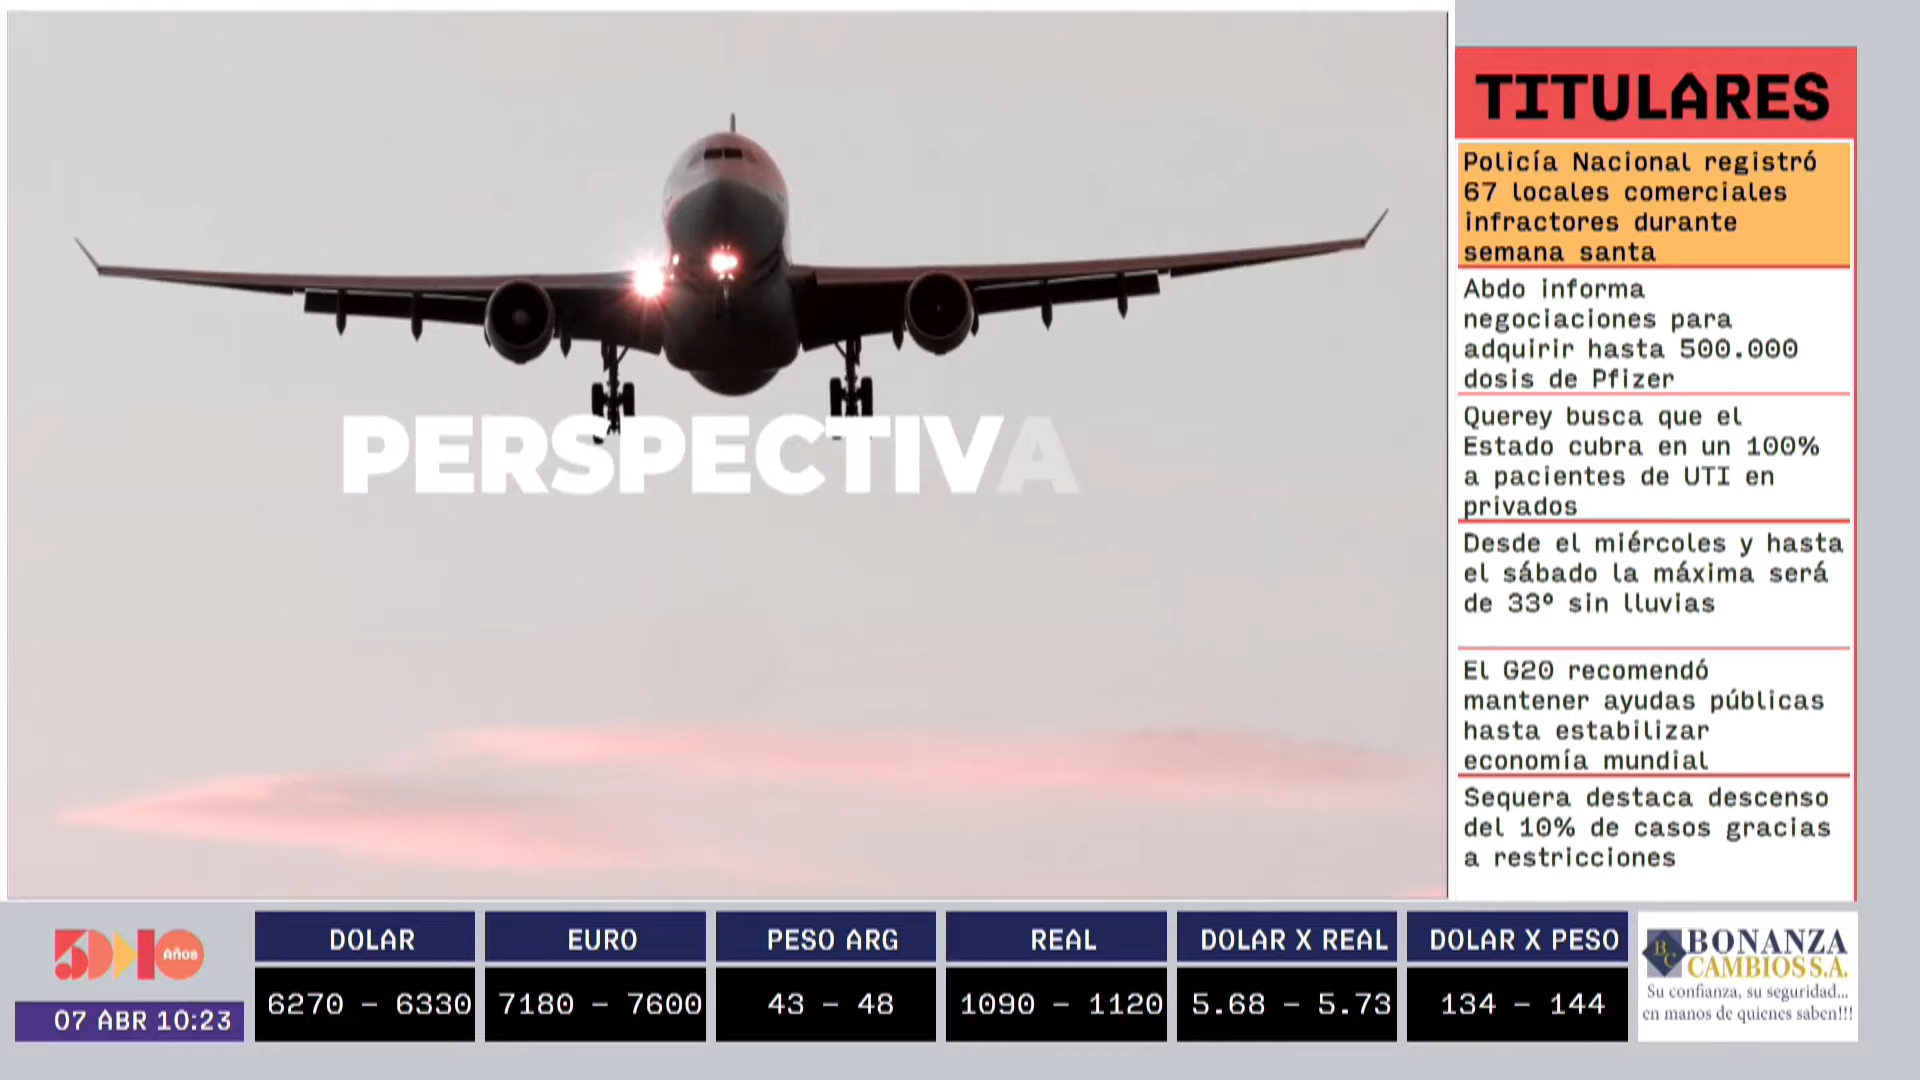 PERSPECTIVA
TITULARES
Policía Nacional registró
67 locales comerciales
infractores durante
semana santa
Abdo informa
negociaciones para
adquirir hasta 500.000
dosis de Pfizer
Querey busca que el
Estado cubra en un 100%
a pacientes de UTI en
privados
Desde el miércoles y hasta
el sábado la máxima será
de 33º sin lluvias
El G20 recomendó
mantener ayudas públicas
hasta estabilizar
economía mundial
Sequera destaca descenso
del 10% de casos gracias
a restricciones
Años
07 ABR 10:23
DOLAR
6270 - 6330
EURO
7180 - 7600
PESO ARG
43 - 48
REAL
1090 - 1120
DOLAR X REAL
5.68 - 5.73
DOLAR X PESO
134 - 144
BC
BONANZA
CAMBIOS S.A.
Su confianza, su seguridad...
en manos de quienes saben!!!